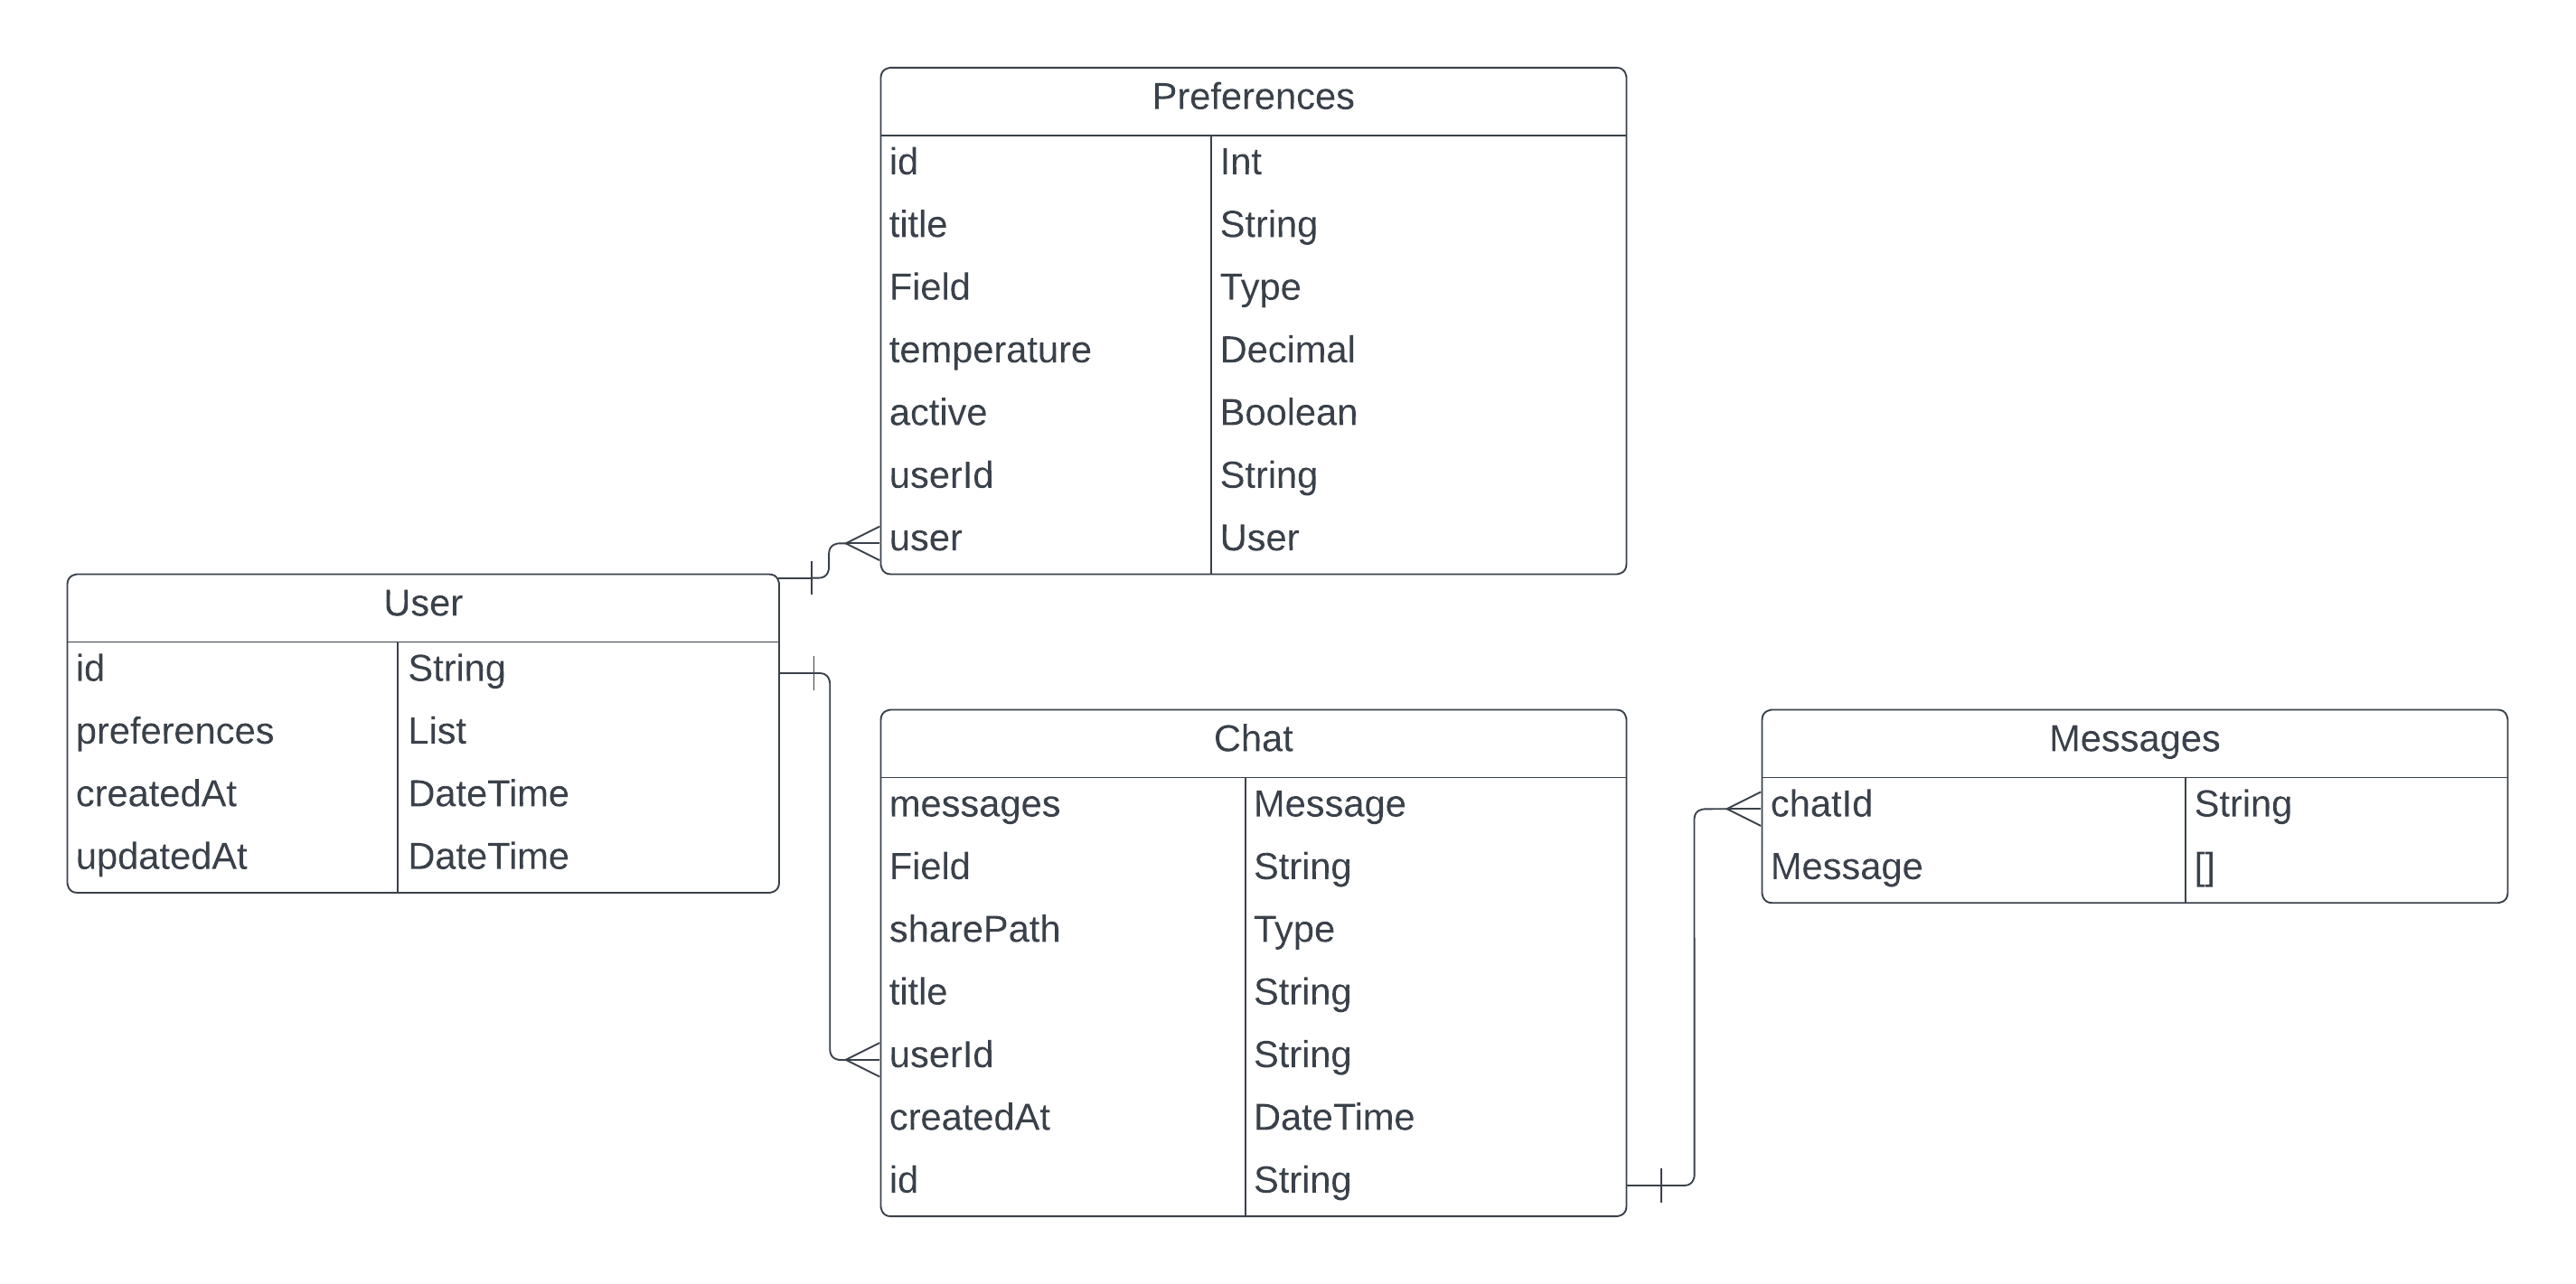 Preferences
id Int
title String
Field Type
temperature Decimal
active Boolean
userId String
user User
User
id String
preferences List
createdAt DateTime
updatedAt DateTime
Chat
messages Message
Field String
sharePath Type
title String
userId String
createdAt DateTime
id String
Messages
chatId String
Message []